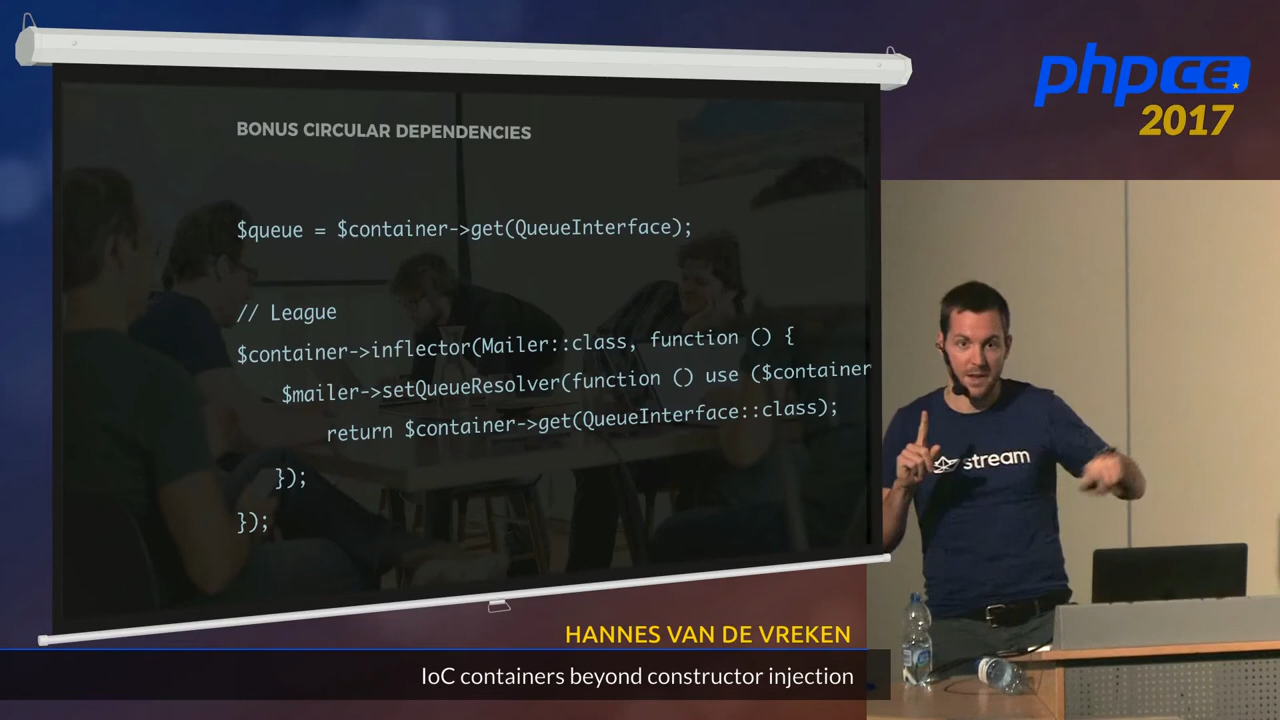 BONUS CIRCULAR DEPENDENCIES
$queue = $container->get(QueueInterface);
// League
$container->inflector(Mailer::class, function () {
$mailer->setQueueResolver(function () use ($container
return $container->get(QueueInterface::class);
});
});
phpCE
2017
stream
HANNES VAN DE VREKEN
IoC containers beyond constructor injection